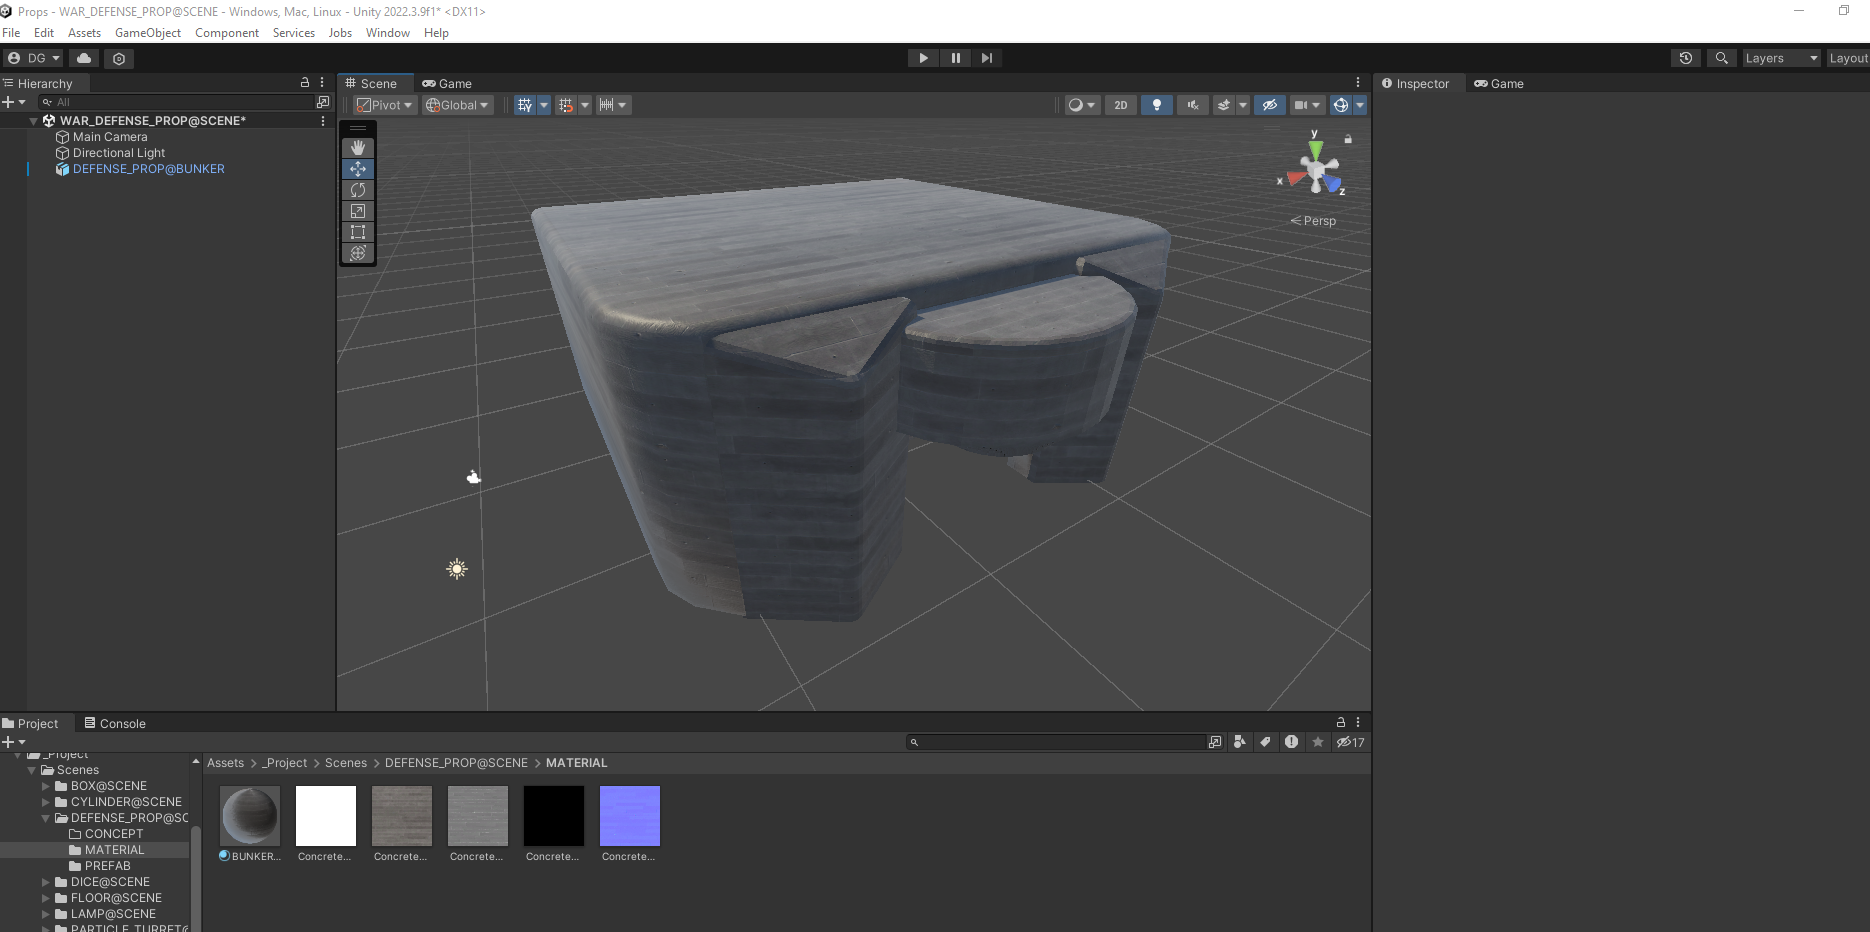 Props - WAR_DEFENSE_PROP@SCENE - Windows, Mac, Linux - Unity 2022.3.9f1* <DX11>
File Edit Assets GameObject Component Services Jobs Window Help
DG
Layers
Layout
Hierarchy
All
WAR_DEFENSE_PROP@SCENE*
Main Camera
Directional Light
DEFENSE_PROP@BUNKER
Scene
Game
Pivot
Global
2D
y
x
z
Persp
Inspector
Game
Project
Console
17
_Project
Scenes
BOX@SCENE
CYLINDER@SCENE
DEFENSE_PROP@SC
CONCEPT
MATERIAL
PREFAB
DICE@SCENE
FLOOR@SCENE
LAMP@SCENE
PARTICLE_TURRET@
Assets > _Project > Scenes > DEFENSE_PROP@SCENE > MATERIAL
BUNKER... Concrete... Concrete... Concrete... Concrete... Concrete...